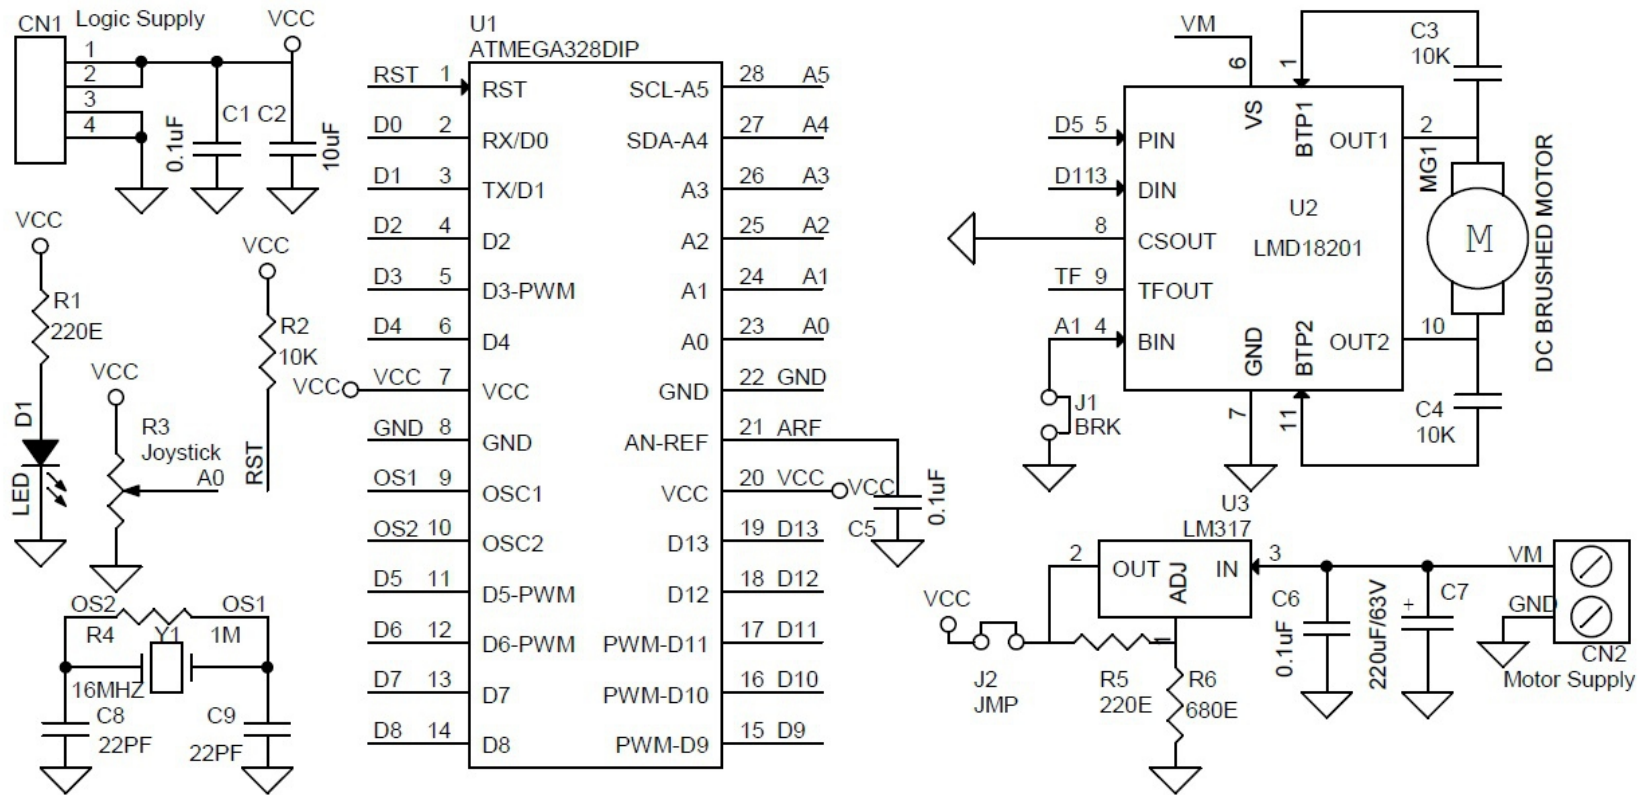 CN1 Logic Supply VCC
1
2
3
4
0.1uF C1 C2 10uF
VCC
R1
220E
D1
LED
VCC
R2
10K
RST
VCC
R3
Joystick
A0
OS2 OS1
R4 Y1 1M
16MHZ
C8 C9
22PF 22PF
U1
ATMEGA328DIP
RST 1 RST SCL-A5 28 A5
D0 2 RX/D0 SDA-A4 27 A4
D1 3 TX/D1 A3 26 A3
D2 4 D2 A2 25 A2
D3 5 D3-PWM A1 24 A1
D4 6 D4 A0 23 A0
VCC VCC 7 VCC GND 22 GND
GND 8 GND AN-REF 21 ARF
OS1 9 OSC1 VCC 20 VCC VCC
OS2 10 OSC2 D13 19 D13
D5 11 D5-PWM D12 18 D12
D6 12 D6-PWM PWM-D11 17 D11
D7 13 D7 PWM-D10 16 D10
D8 14 D8 PWM-D9 15 D9
C5 0.1uF
VM
6
1
C3
10K
VS
BTP1
D5 5 PIN OUT1 2
D113 DIN
8 CSOUT
TF 9 TFOUT
A1 4 BIN OUT2 10
U2
LMD18201
GND
BTP2
7
11
MG1
M
DC BRUSHED MOTOR
C4
10K
J1
BRK
U3
LM317
2 OUT ADJ IN 3
1
VCC
J2
JMP
R5
220E
R6
680E
C6
0.1uF
C7
+
220uF/63V
VM
GND
CN2
Motor Supply